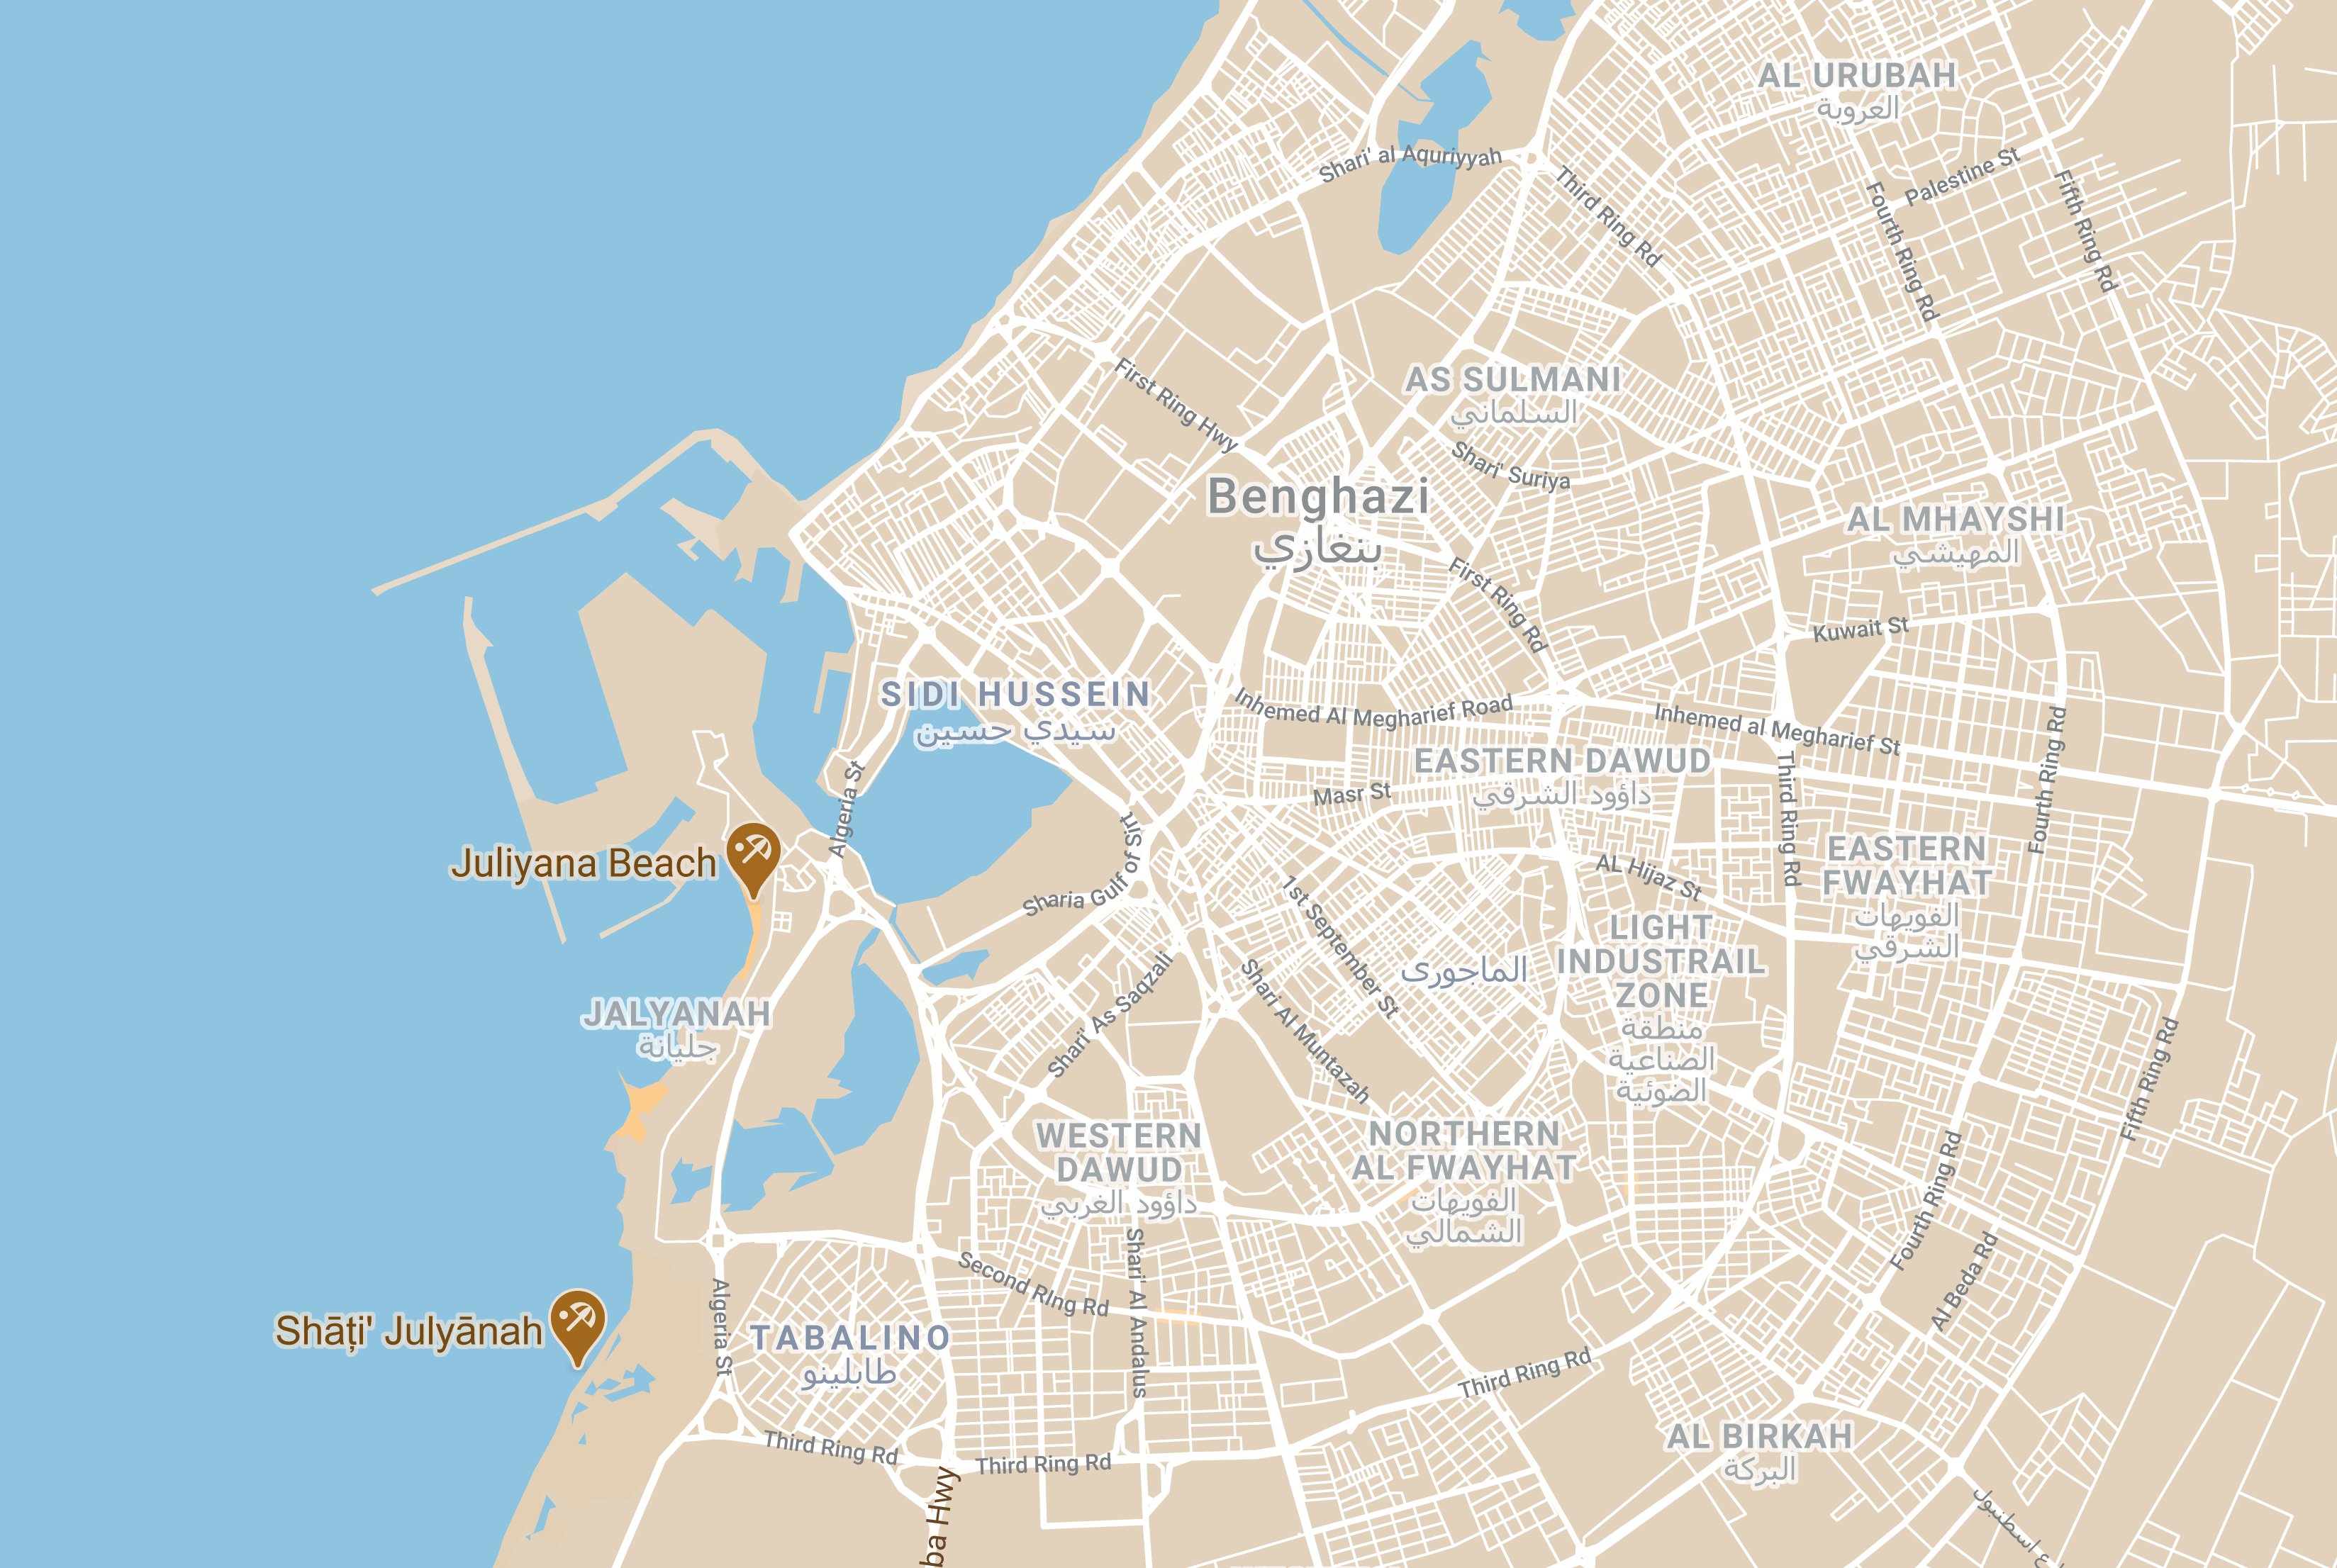 AL URUBAH
العروبة
Shari' al Aquriyyah
Palestine St
Third Ring Rd
Fourth Ring Rd
Fifth Ring Rd
First Ring Hwy
AS SULMANI
السلماني
Shari' Suriya
Benghazi
بنغازي
AL MHAYSHI
المهيشي
First Ring Rd
Kuwait St
SIDI HUSSEIN
سيدي حسين
Inhemed Al Megharief Road
Inhemed al Megharief St
Fourth Ring Rd
EASTERN DAWUD
داؤود الشرقي
Masr St
Third Ring Rd
Algeria St
Juliyana Beach
Sharia Gulf of Sirt
AL Hijaz St
EASTERN
FWAYHAT
الفويهات
الشرقي
1st September St
الماجورى
LIGHT
INDUSTRAIL
ZONE
منطقة
الصناعية
الضوئية
Shari' As Saqzali
Shari Al Muntazah
JALYANAH
جليانة
Fifth Ring Rd
WESTERN
DAWUD
داؤود الغربي
NORTHERN
AL FWAYHAT
الفويهات
الشمالي
Fourth Ring Rd
Al Beda Rd
Second RIng Rd
Shari' Al Andalus
Algeria St
Shāţi' Julyānah
TABALINO
طابلينو
Third Ring Rd
Third Ring Rd
Third Ring Rd
AL BIRKAH
البركة
ba Hwy
اسطنبول